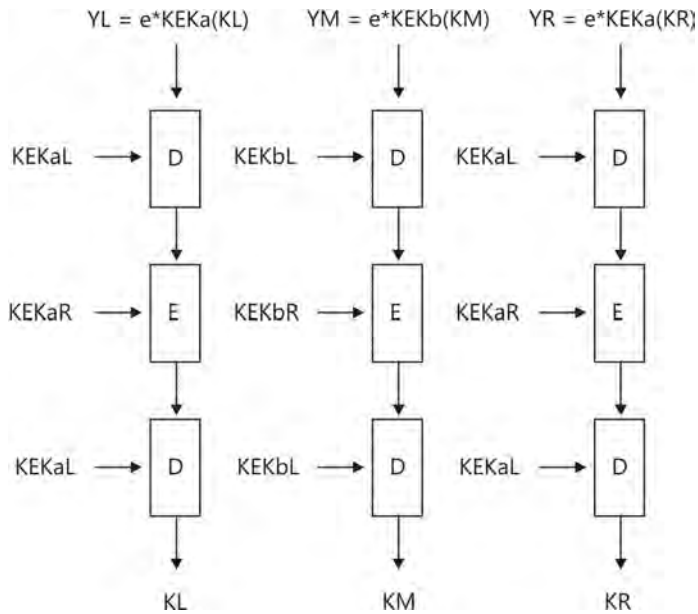 YL = e*KEKa(KL) YM = e*KEKb(KM) YR = e*KEKa(KR)
KEKaL D KEKbL D KEKaL D
KEKaR E KEKbR E KEKaR E
KEKaL D KEKbL D KEKaL D
KL KM KR